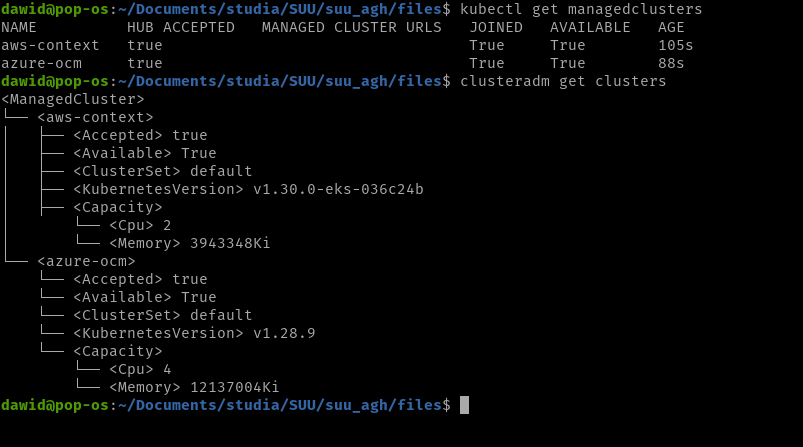 dawid@pop-os:~/Documents/studia/SUU/suu_agh/files$ kubectl get managedclusters
NAME          HUB ACCEPTED   MANAGED CLUSTER URLS   JOINED   AVAILABLE   AGE
aws-context   true                                  True     True        105s
azure-ocm     true                                  True     True        88s
dawid@pop-os:~/Documents/studia/SUU/suu_agh/files$ clusteradm get clusters
<ManagedCluster>
└── <aws-context>
│   ├── <Accepted> true
│   ├── <Available> True
│   ├── <ClusterSet> default
│   ├── <KubernetesVersion> v1.30.0-eks-036c24b
│   ├── <Capacity>
│       └── <Cpu> 2
│       └── <Memory> 3943348Ki
└── <azure-ocm>
    └── <Accepted> true
    └── <Available> True
    └── <ClusterSet> default
    └── <KubernetesVersion> v1.28.9
    └── <Capacity>
        └── <Cpu> 4
        └── <Memory> 12137004Ki
dawid@pop-os:~/Documents/studia/SUU/suu_agh/files$